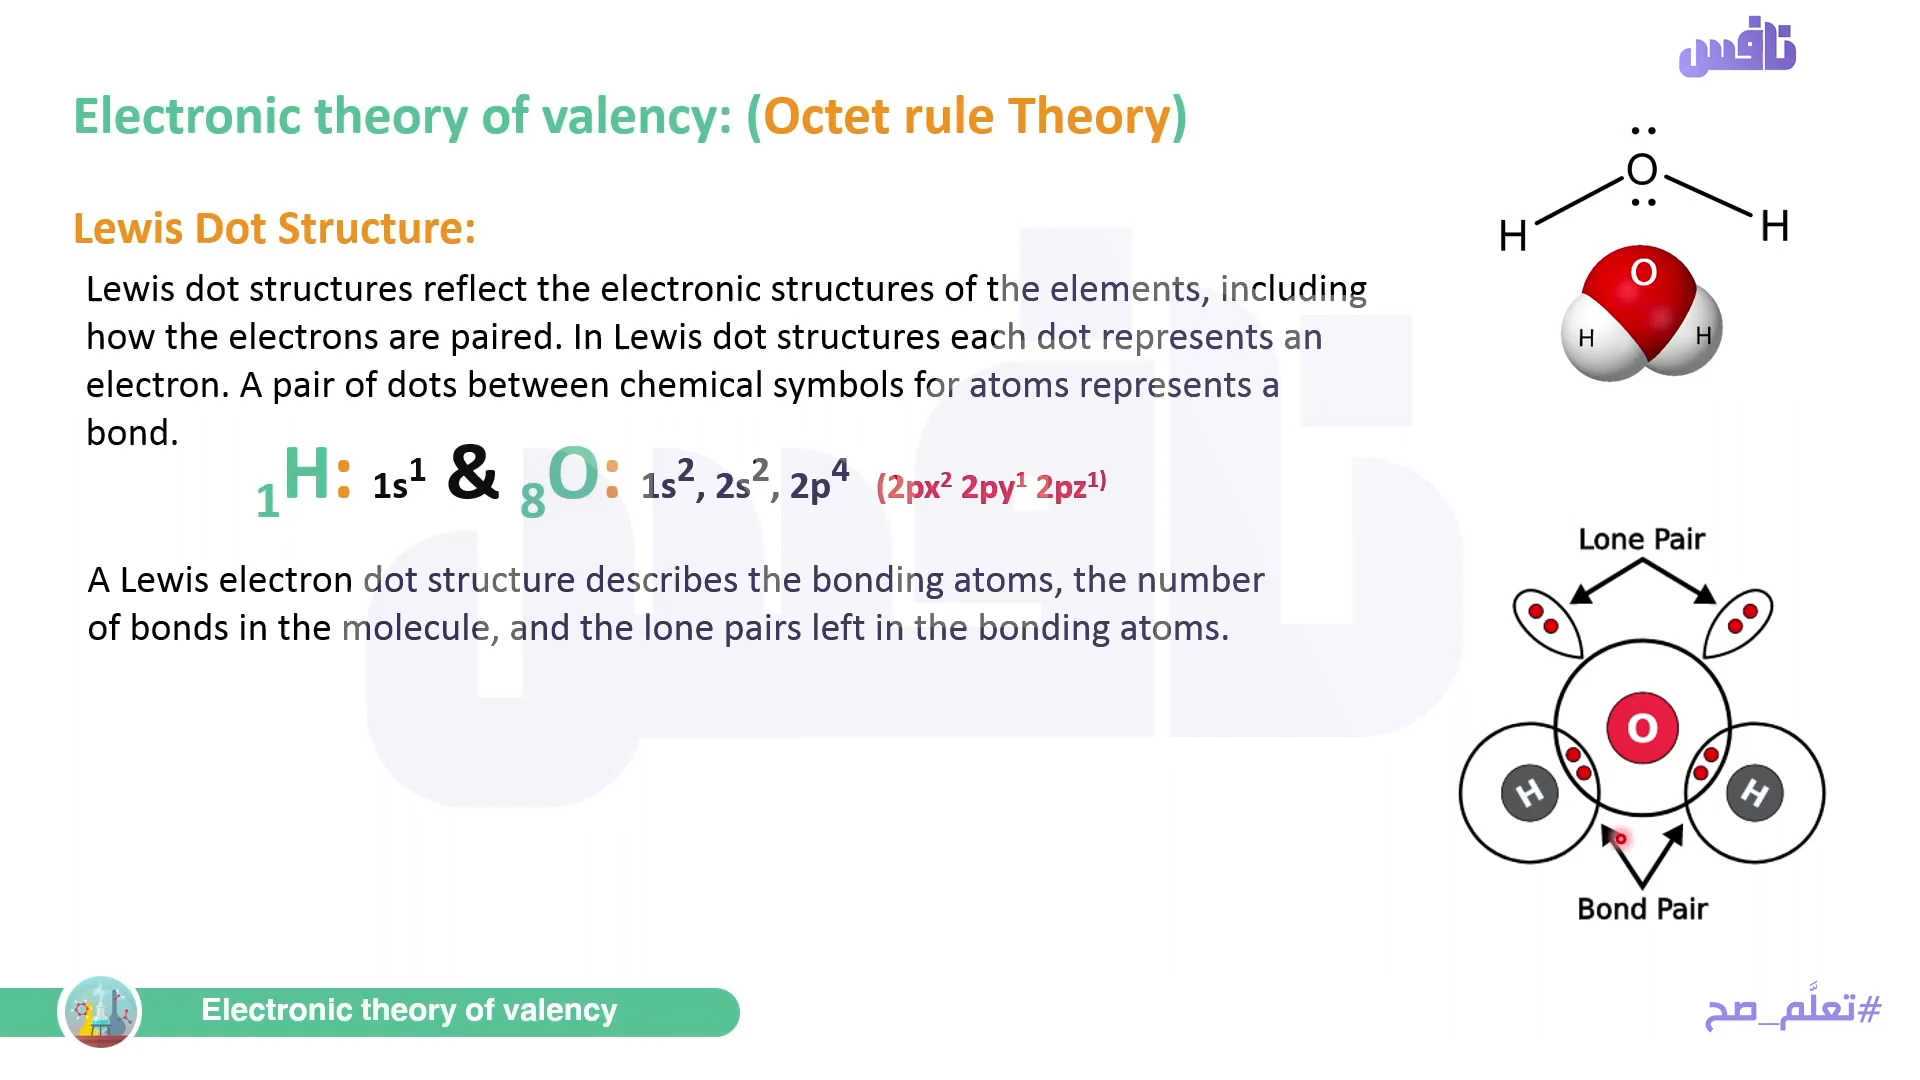 نافس
Electronic theory of valency: (Octet rule Theory)
Lewis Dot Structure:
Lewis dot structures reflect the electronic structures of the elements, including
how the electrons are paired. In Lewis dot structures each dot represents an
electron. A pair of dots between chemical symbols for atoms represents a
bond.
₁H: 1s¹ & ₈O: 1s², 2s², 2p⁴ (2px² 2py¹ 2pz¹⁾
A Lewis electron dot structure describes the bonding atoms, the number
of bonds in the molecule, and the lone pairs left in the bonding atoms.
O
H H
O
H H
Lone Pair
O
H H
Bond Pair
Electronic theory of valency
#تعلَّم_صح